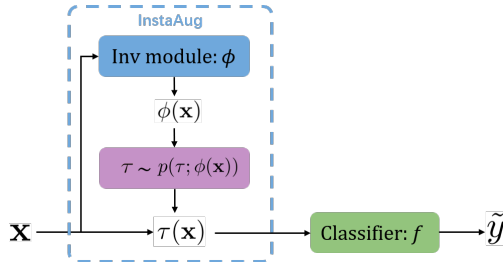 InstaAug
Inv module: ϕ
ϕ(𝐱)
τ ~ p(τ; ϕ(𝐱))
𝐱
τ(𝐱)
Classifier: f
ỹ